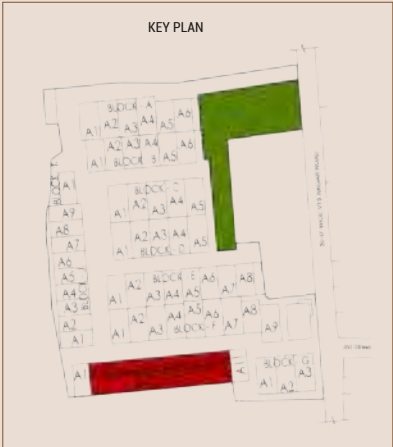 KEY PLAN
BLOCK A
A1 A2 A3 A4 A5 A6
A1 A2 A3 A4 A5 A6
BLOCK B
BLOCK C
A1 A2 A3 A4 A5
A1 A2 A3 A4 A5
BLOCK D
BLOCK
A1
A9
A8
A7
A6
A5
A4
A3
A2
A1
BLOCK
BLOCK E
A1 A2 A3 A4 A5 A6 A7 A8
A1 A2 A3 A4 A5 A6 A7 A8 A9
BLOCK-F
A1
A11
BLOCK G
A1 A2 A3